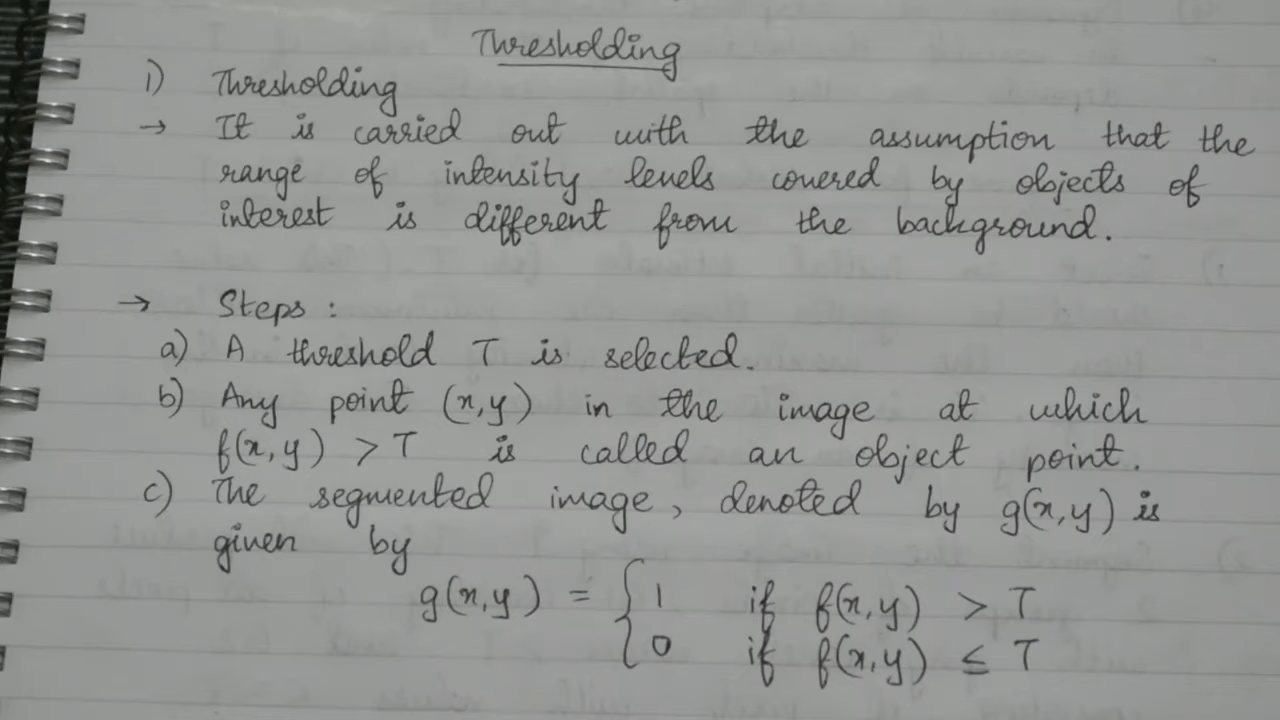 Thresholding
i) Thresholding
→ It is carried out with the assumption that the
range of intensity levels covered by objects of
interest is different from the background.
→ Steps :
a) A threshold T is selected.
b) Any point (x,y) in the image at which
f(x,y) > T is called an object point.
c) The segmented image, denoted by g(x,y) is
given by
g(x,y) = { 1 if f(x,y) > T
0 if f(x,y) ≤ T